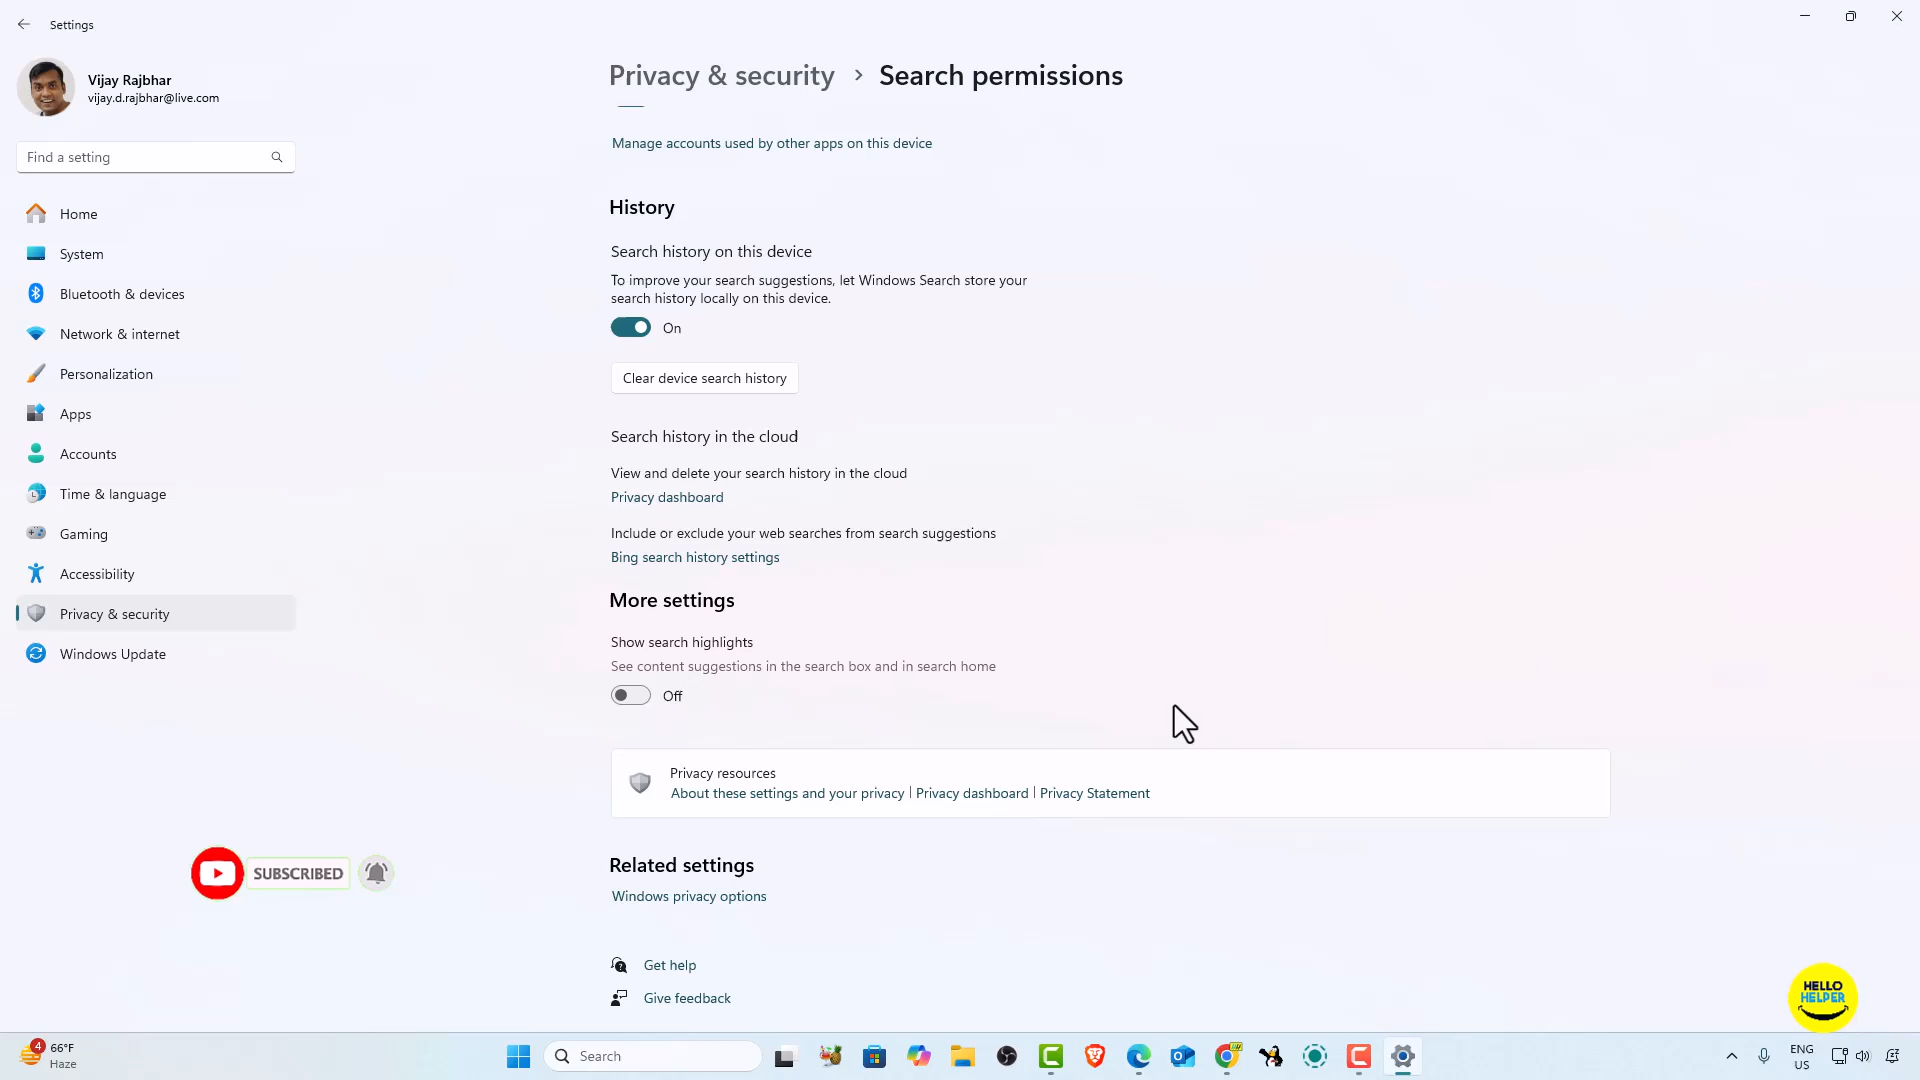 Settings
Vijay Rajbhar
vijay.d.rajbhar@live.com
Find a setting
Home
System
Bluetooth & devices
Network & internet
Personalization
Apps
Accounts
Time & language
Gaming
Accessibility
Privacy & security
Windows Update
Privacy & security > Search permissions
Manage accounts used by other apps on this device
History
Search history on this device
To improve your search suggestions, let Windows Search store your
search history locally on this device.
On
Clear device search history
Search history in the cloud
View and delete your search history in the cloud
Privacy dashboard
Include or exclude your web searches from search suggestions
Bing search history settings
More settings
Show search highlights
See content suggestions in the search box and in search home
Off
Privacy resources
About these settings and your privacy | Privacy dashboard | Privacy Statement
Related settings
Windows privacy options
Get help
Give feedback
SUBSCRIBED
HELLO
HELPER
4
66°F
Haze
Search
ENG
US